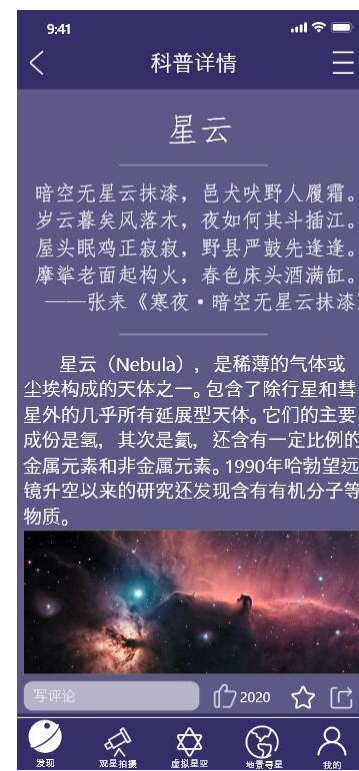 9:41
科普详情
星云
暗空无星云抹漆，邑犬吠野人履霜。
岁云暮矣风落木，夜如何其斗插江。
屋头眠鸡正寂寂，野县严鼓先逢逢。
摩挲老面起构火，春色床头酒满缸。
——张耒《寒夜·暗空无星云抹漆》
星云（Nebula），是稀薄的气体或
尘埃构成的天体之一。包含了除行星和彗
星外的几乎所有延展型天体。它们的主要
成份是氢，其次是氦，还含有一定比例的
金属元素和非金属元素。1990年哈勃望远
镜升空以来的研究还发现含有有机分子等
物质。
写评论 2020
发现 观星拍摄 虚拟星空 地景寻星 我的